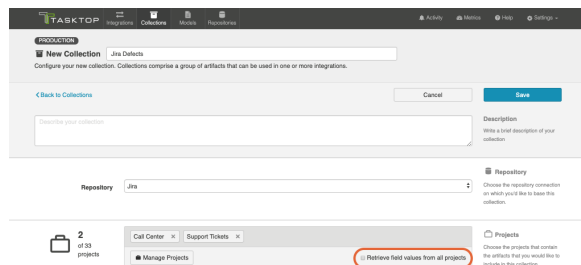 TASKTOP
Integrations
Collections
Models
Repositories
Activity
Metrics
Help
Settings
PRODUCTION
New Collection
Jira Defects
Configure your new collection. Collections comprise a group of artifacts that can be used in one or more integrations.
Back to Collections
Cancel
Save
Describe your collection
Description
Write a brief description of your
collection
Repository
Jira
Repository
Choose the repository connection
on which you'd like to base this
collection.
2
of 33
projects
Call Center ×
Support Tickets ×
Manage Projects
Retrieve field values from all projects
Projects
Choose the projects that contain
the artifacts that you would like to
include in this collection.